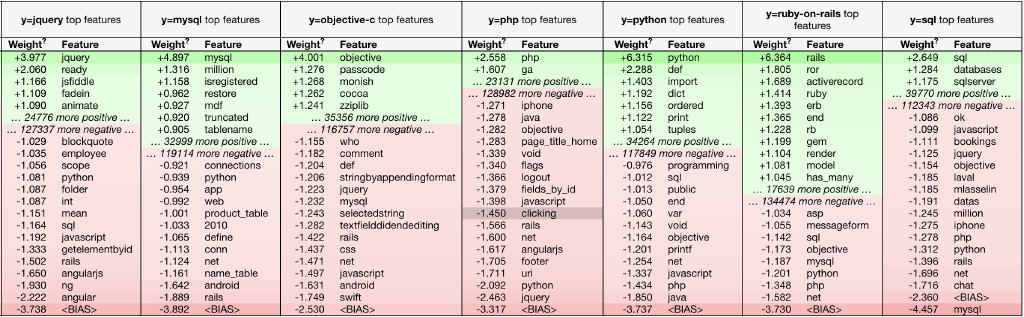 y=jquery top features
Weight? Feature
+3.977 jquery
+2.060 ready
+1.166 jsfiddle
+1.109 fadein
+1.090 animate
... 24776 more positive ...
... 127337 more negative ...
-1.029 blockquote
-1.035 employee
-1.056 scope
-1.081 python
-1.087 folder
-1.087 int
-1.151 mean
-1.164 sql
-1.192 javascript
-1.333 getelementbyid
-1.502 rails
-1.650 angularjs
-1.930 ng
-2.222 angular
-3.738 <BIAS>
y=mysql top features
Weight? Feature
+4.897 mysql
+1.316 million
+1.158 isregistered
+0.962 restore
+0.927 mdf
+0.920 truncated
+0.905 tablename
... 32999 more positive ...
... 119114 more negative ...
-0.921 connections
-0.939 python
-0.954 app
-0.992 web
-1.001 product_table
-1.033 2010
-1.065 define
-1.113 conn
-1.124 net
-1.161 name_table
-1.642 android
-1.889 rails
-3.892 <BIAS>
y=objective-c top features
Weight? Feature
+4.001 objective
+1.276 passcode
+1.268 monish
+1.262 cocoa
+1.241 zziplib
... 35356 more positive ...
... 116757 more negative ...
-1.155 who
-1.182 comment
-1.204 def
-1.206 stringbyappendingformat
-1.223 jquery
-1.232 mysql
-1.243 selectedstring
-1.282 textfielddidendediting
-1.422 rails
-1.437 css
-1.471 net
-1.497 javascript
-1.631 android
-1.749 swift
-2.530 <BIAS>
y=php top features
Weight? Feature
+2.558 php
+1.607 ga
... 23131 more positive ...
... 128982 more negative ...
-1.271 iphone
-1.278 java
-1.282 objective
-1.283 page_title_home
-1.339 void
-1.340 flags
-1.366 logout
-1.379 fields_by_id
-1.398 javascript
-1.450 clicking
-1.566 rails
-1.600 net
-1.617 angularjs
-1.705 footer
-1.711 uri
-2.092 python
-2.463 jquery
-3.317 <BIAS>
y=python top features
Weight? Feature
+6.315 python
+2.288 def
+1.403 import
+1.192 dict
+1.156 ordered
+1.122 print
+1.054 tuples
... 34264 more positive ...
... 117849 more negative ...
-0.976 programming
-1.012 sql
-1.013 public
-1.050 end
-1.060 var
-1.143 void
-1.164 objective
-1.201 printf
-1.254 net
-1.337 javascript
-1.434 php
-1.850 java
-3.737 <BIAS>
y=ruby-on-rails top
features
Weight? Feature
+6.364 rails
+1.805 ror
+1.689 activerecord
+1.414 ruby
+1.393 erb
+1.365 end
+1.228 rb
+1.199 gem
+1.104 render
+1.081 model
+1.045 has_many
... 17639 more positive ...
... 134474 more negative ...
-1.034 asp
-1.055 messageform
-1.142 sql
-1.173 objective
-1.187 mysql
-1.201 python
-1.348 php
-1.582 net
-3.730 <BIAS>
y=sql top features
Weight? Feature
+2.649 sql
+1.284 databases
+1.175 sqlserver
... 39770 more positive ...
... 112343 more negative ...
-1.086 ok
-1.099 javascript
-1.111 bookings
-1.125 jquery
-1.154 objective
-1.185 laval
-1.185 mlasselin
-1.191 datas
-1.245 million
-1.275 iphone
-1.278 php
-1.312 python
-1.396 rails
-1.696 net
-1.716 chat
-2.360 <BIAS>
-4.457 mysql